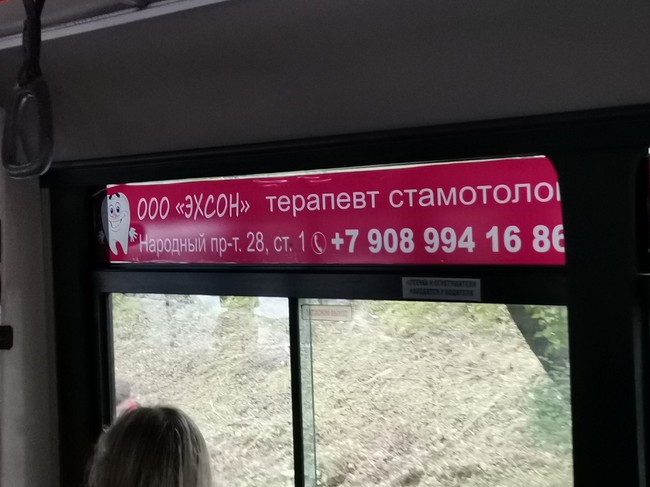 ООО «ЭХСОН» терапевт стамотолог
Народный пр-т. 28, ст. 1 +7 908 994 16 86